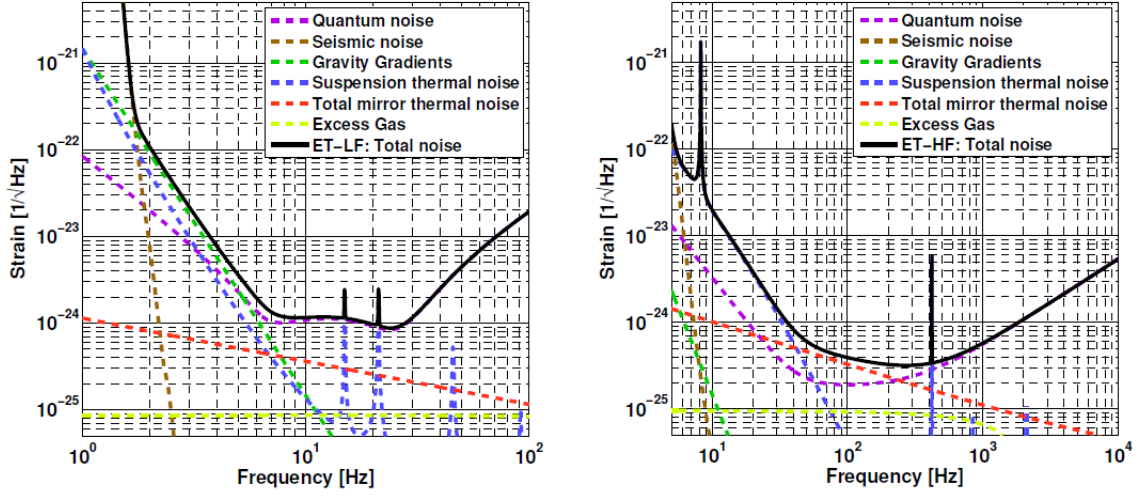 Strain [1/√Hz]
10^-21
10^-22
10^-23
10^-24
10^-25
Quantum noise
Seismic noise
Gravity Gradients
Suspension thermal noise
Total mirror thermal noise
Excess Gas
ET−LF: Total noise
10^0
10^1
10^2
Frequency [Hz]
Strain [1/√Hz]
10^-21
10^-22
10^-23
10^-24
10^-25
Quantum noise
Seismic noise
Gravity Gradients
Suspension thermal noise
Total mirror thermal noise
Excess Gas
ET−HF: Total noise
10^1
10^2
10^3
10^4
Frequency [Hz]